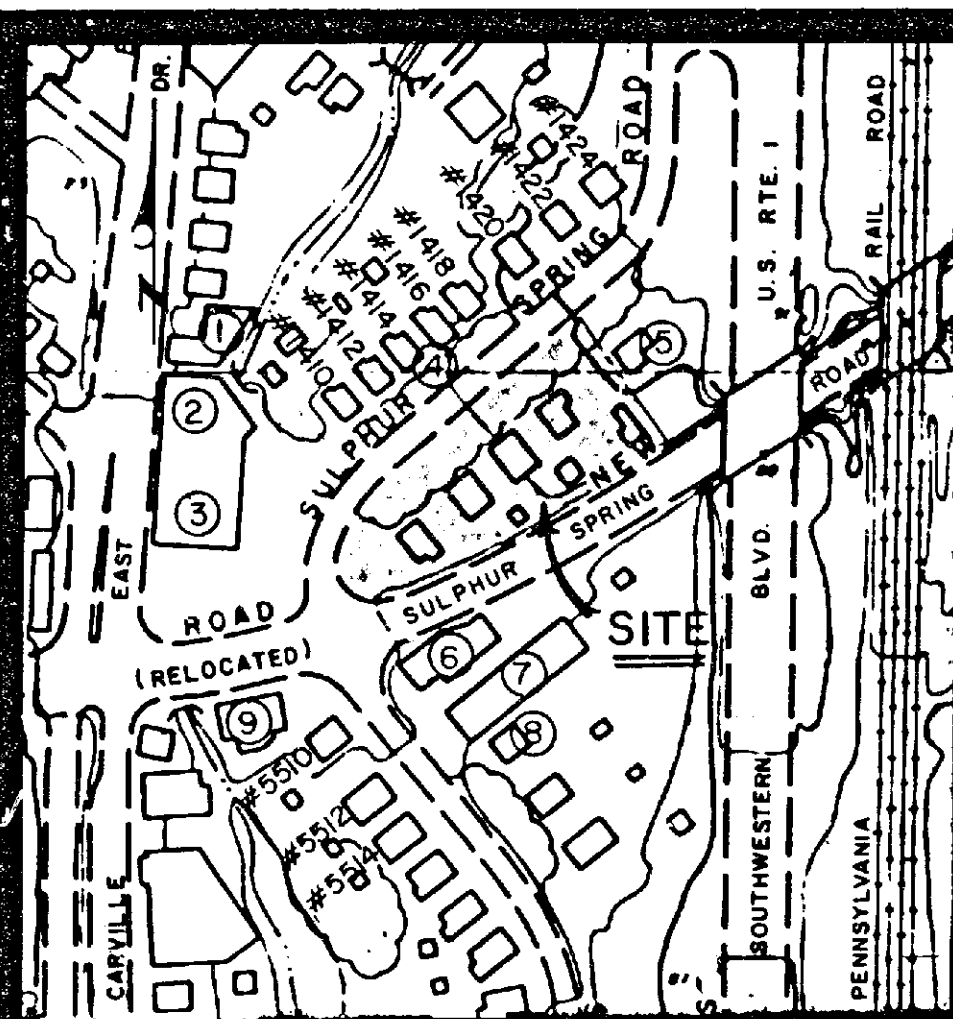 DR.
ROAD
U.S. RTE. 1
RAIL ROAD
#1424
#1422
#1420
#1418
#1416
#1414
#1412
#1410
SULPHUR SPRING
1
2
3
4
5
NEW
SULPHUR SPRING ROAD
EAST
ROAD
(RELOCATED)
SITE
BLVD.
6
7
8
9
#5510
#5512
#5514
CARVILLE
SOUTHWESTERN
PENNSYLVANIA